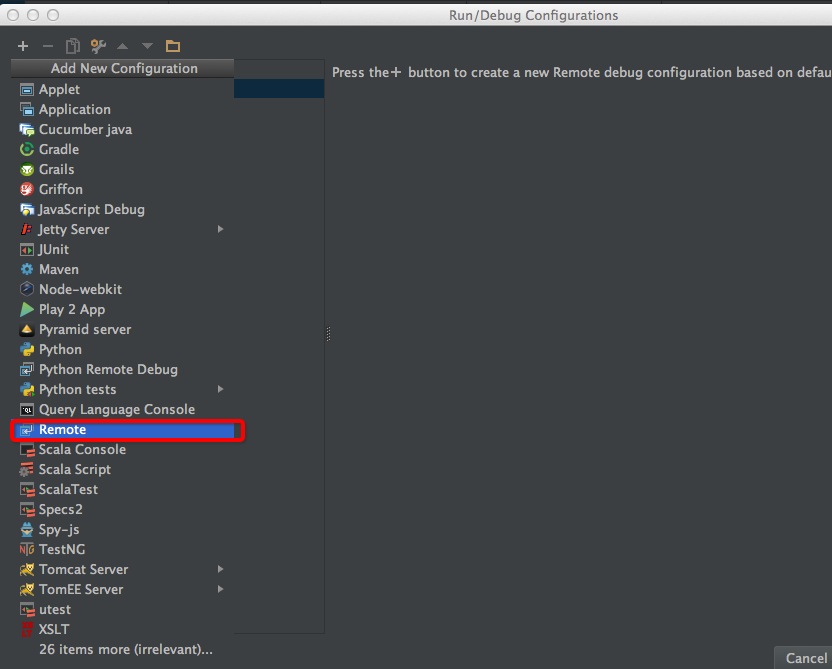 Run/Debug Configurations
Add New Configuration
Press the+ button to create a new Remote debug configuration based on defau
Applet
Application
Cucumber java
Gradle
Grails
Griffon
JavaScript Debug
Jetty Server
JUnit
Maven
Node-webkit
Play 2 App
Pyramid server
Python
Python Remote Debug
Python tests
Query Language Console
Remote
Scala Console
Scala Script
ScalaTest
Specs2
Spy-js
TestNG
Tomcat Server
TomEE Server
utest
XSLT
26 items more (irrelevant)...
Cancel